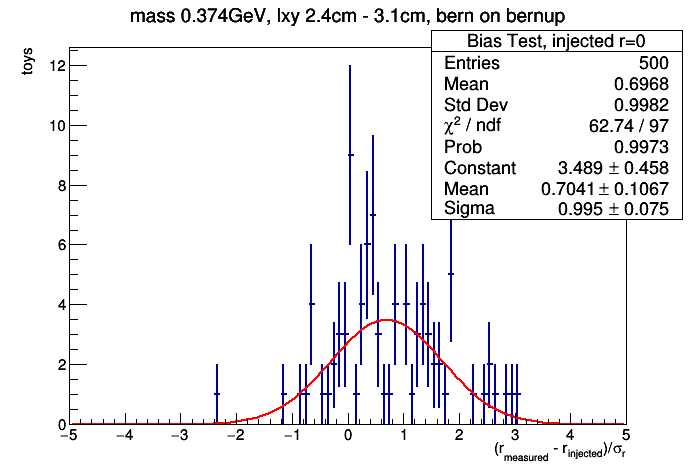 mass 0.374GeV, lxy 2.4cm - 3.1cm, bern on bernup
toys
Bias Test, injected r=0
Entries 500
Mean 0.6968
Std Dev 0.9982
χ² / ndf 62.74 / 97
Prob 0.9973
Constant 3.489 ± 0.458
Mean 0.7041 ± 0.1067
Sigma 0.995 ± 0.075
12
10
8
6
4
2
0
−5 −4 −3 −2 −1 0 1 2 3 4 5
(r_measured - r_injected)/σ_r